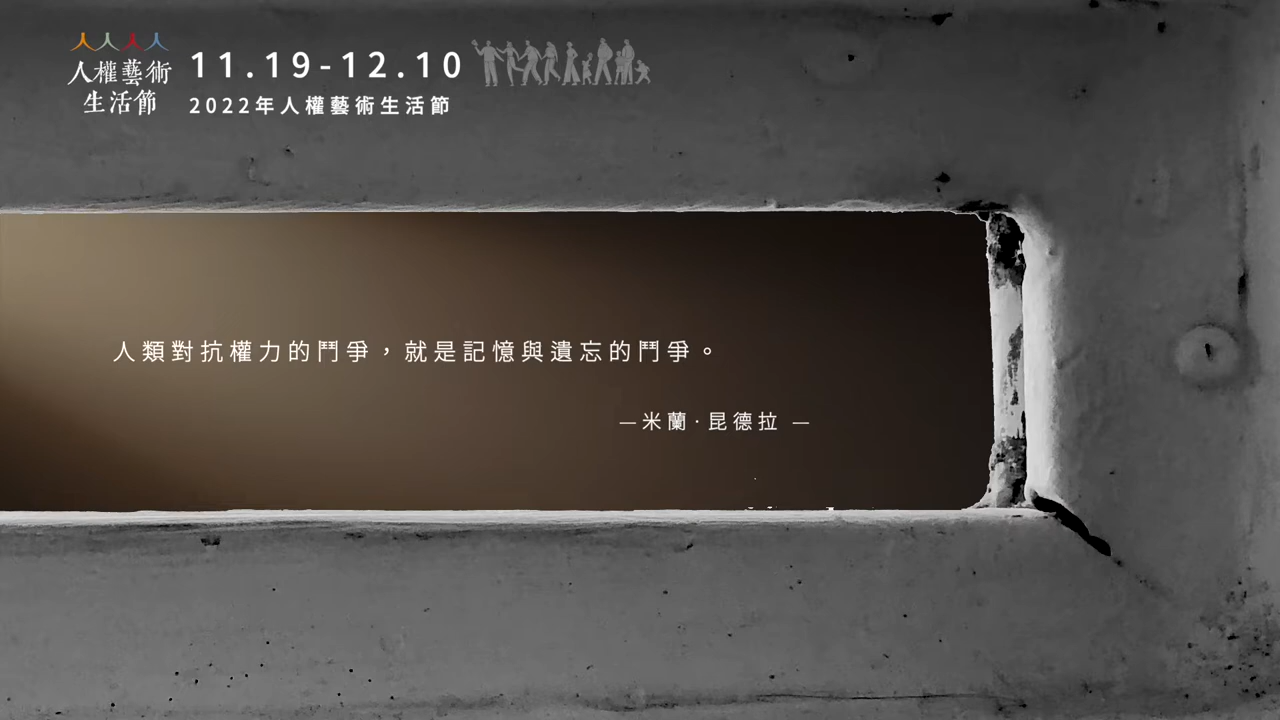 人權藝術
生活節
11.19-12.10
2022年人權藝術生活節
人類對抗權力的鬥爭，就是記憶與遺忘的鬥爭。
—米蘭·昆德拉 —